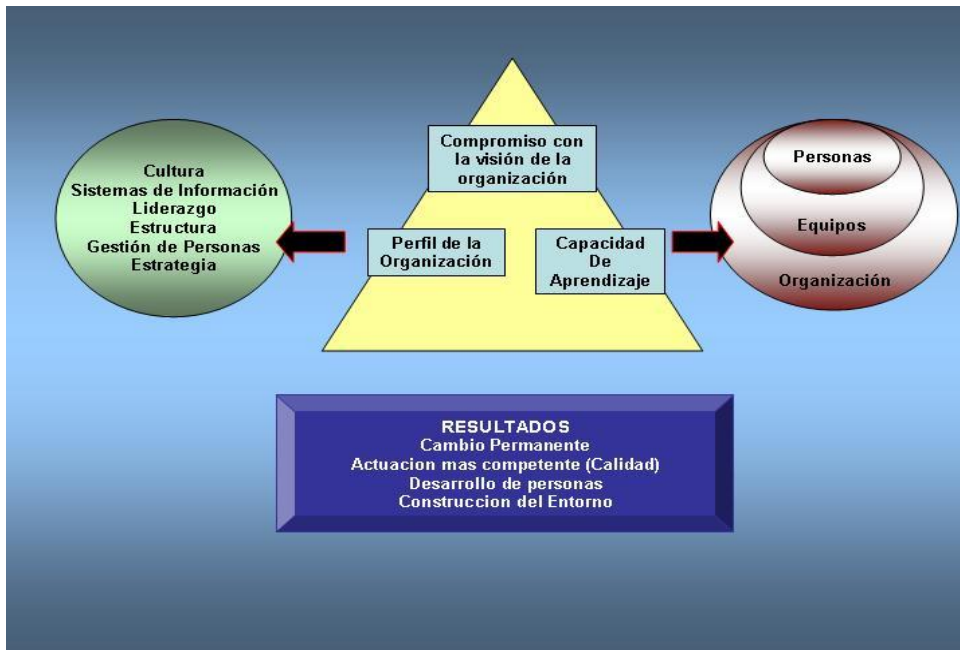 Compromiso con
la visión de la
organización
Cultura
Sistemas de Información
Liderazgo
Estructura
Gestión de Personas
Estrategia
Perfil de la
Organización
Capacidad
De
Aprendizaje
Personas
Equipos
Organización
RESULTADOS
Cambio Permanente
Actuacion mas competente (Calidad)
Desarrollo de personas
Construccion del Entorno